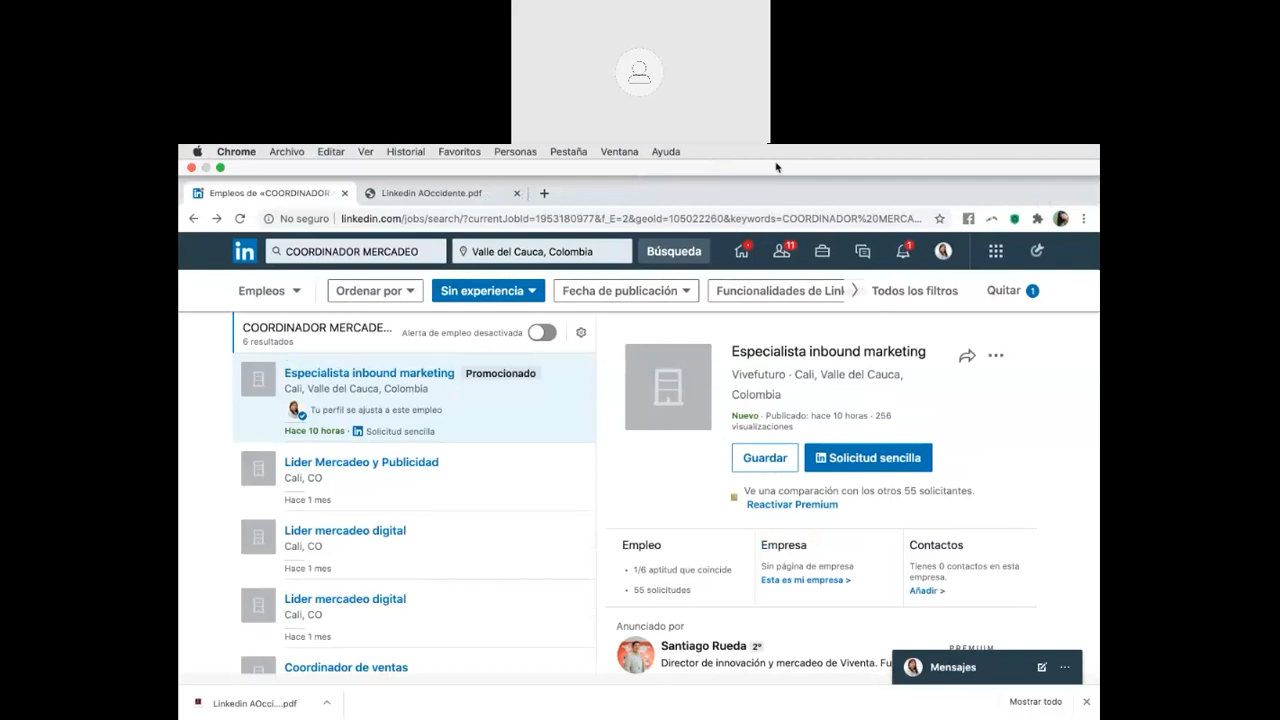 Chrome Archivo Editar Ver Historial Favoritos Personas Pestaña Ventana Ayuda
Empleos de «COORDINADOR
Linkedin AOccidente.pdf
No seguro linkedin.com/jobs/search/?currentJobId=1953180977&f_E=2&geoId=105022260&keywords=COORDINADOR%20MERCA...
in COORDINADOR MERCADEO Valle del Cauca, Colombia Búsqueda 11 1
Empleos Ordenar por Sin experiencia Fecha de publicación Funcionalidades de Link Todos los filtros Quitar 1
COORDINADOR MERCADE...
6 resultados
Alerta de empleo desactivada
Especialista inbound marketing Promocionado
Cali, Valle del Cauca, Colombia
Tu perfil se ajusta a este empleo
Hace 10 horas · in Solicitud sencilla
Lider Mercadeo y Publicidad
Cali, CO
Hace 1 mes
Lider mercadeo digital
Cali, CO
Hace 1 mes
Lider mercadeo digital
Cali, CO
Hace 1 mes
Coordinador de ventas
Especialista inbound marketing
Vivefuturo · Cali, Valle del Cauca,
Colombia
Nuevo · Publicado: hace 10 horas · 256
visualizaciones
Guardar in Solicitud sencilla
Ve una comparación con los otros 55 solicitantes.
Reactivar Premium
Empleo
• 1/6 aptitud que coincide
• 55 solicitudes
Empresa
Sin página de empresa
Esta es mi empresa >
Contactos
Tienes 0 contactos en esta
empresa.
Añadir >
Anunciado por
Santiago Rueda 2º
Director de innovación y mercadeo de Viventa. Fu
PREMIUM
Mensajes
Linkedin AOcci....pdf
Mostrar todo